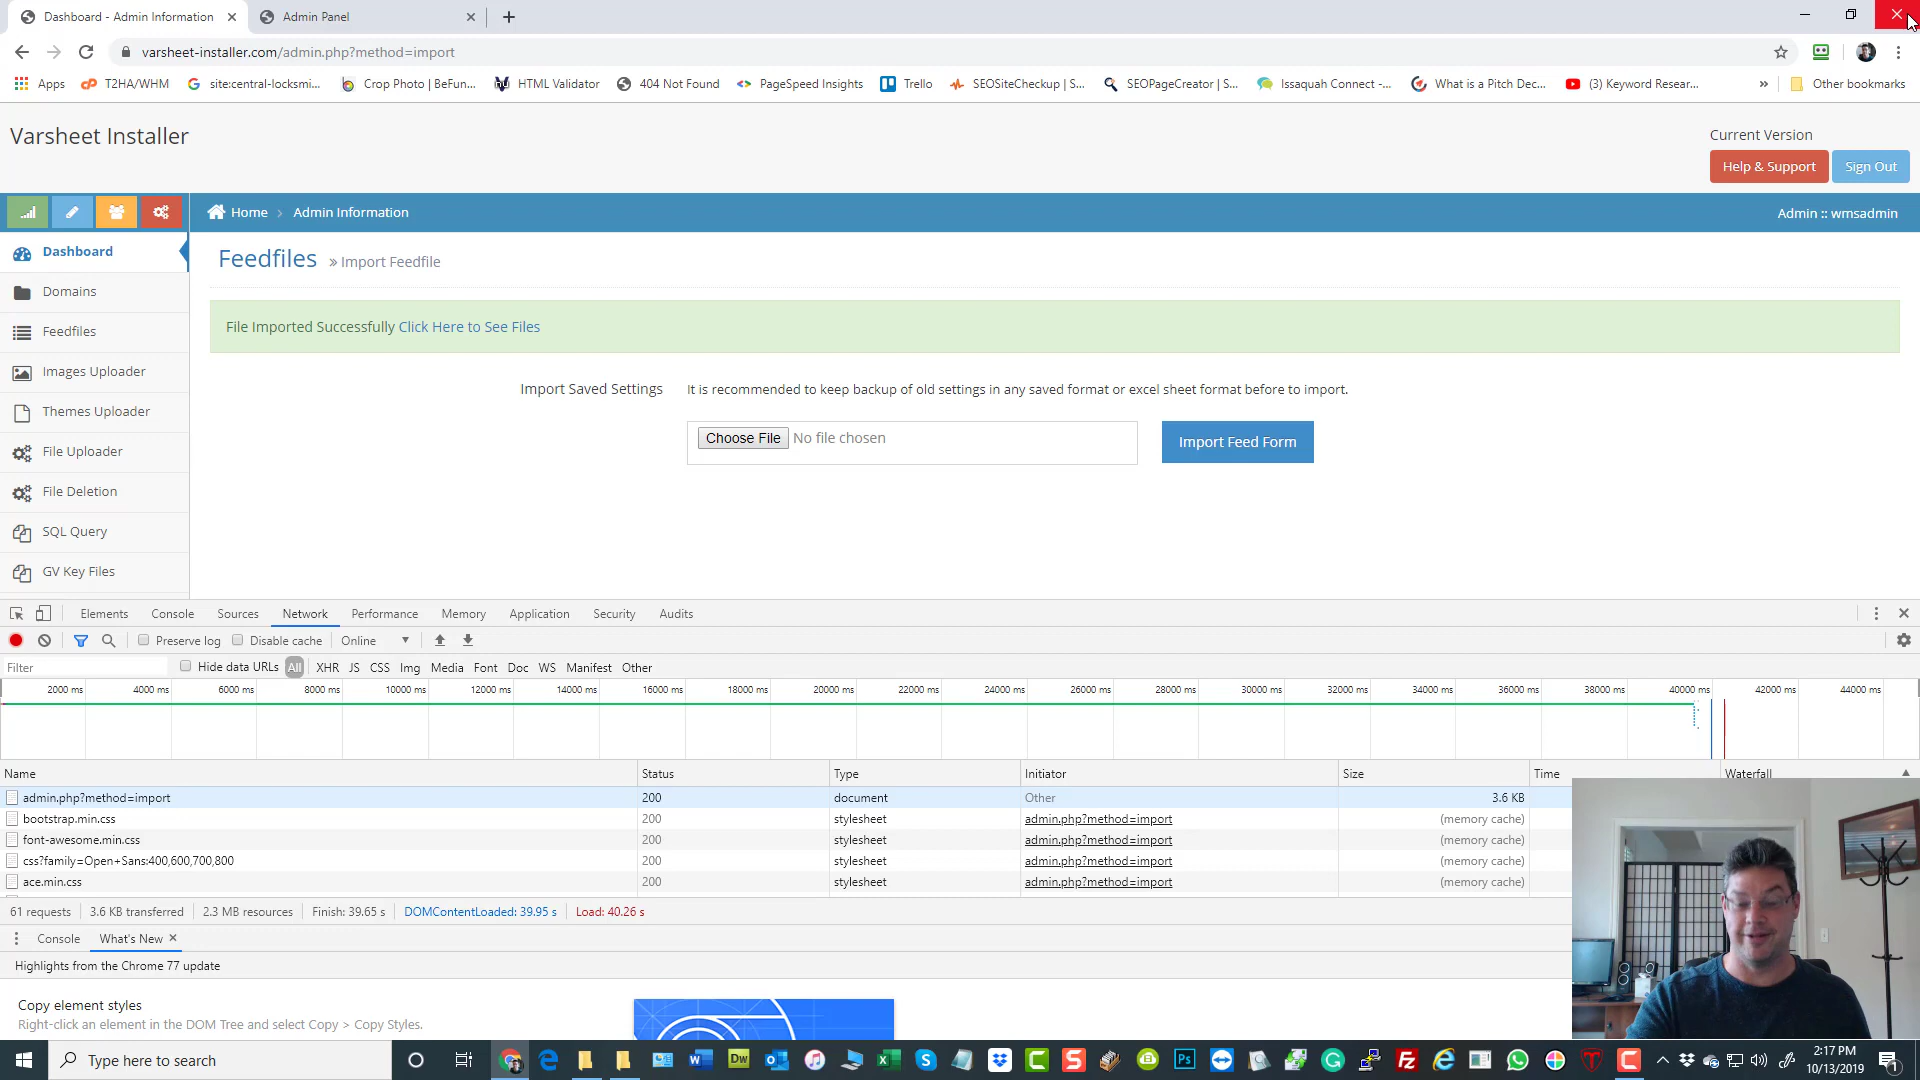 Dashboard - Admin Information
Admin Panel
varsheet-installer.com/admin.php?method=import
Apps
T2HA/WHM
site:central-locksmi...
Crop Photo | BeFun...
HTML Validator
404 Not Found
PageSpeed Insights
Trello
SEOSiteCheckup | S...
SEOPageCreator | S...
Issaquah Connect -...
What is a Pitch Dec...
(3) Keyword Resear...
Other bookmarks
Varsheet Installer
Current Version
Help & Support
Sign Out
Home
Admin Information
Admin :: wmsadmin
Dashboard
Domains
Feedfiles
Images Uploader
Themes Uploader
File Uploader
File Deletion
SQL Query
GV Key Files
Feedfiles » Import Feedfile
File Imported Successfully Click Here to See Files
Import Saved Settings
It is recommended to keep backup of old settings in any saved format or excel sheet format before to import.
Choose File No file chosen
Import Feed Form
Elements Console Sources Network Performance Memory Application Security Audits
Preserve log Disable cache Online
Filter Hide data URLs All XHR JS CSS Img Media Font Doc WS Manifest Other
2000 ms 4000 ms 6000 ms 8000 ms 10000 ms 12000 ms 14000 ms 16000 ms 18000 ms 20000 ms 22000 ms 24000 ms 26000 ms 28000 ms 30000 ms 32000 ms 34000 ms 36000 ms 38000 ms 40000 ms 42000 ms 44000 ms
Name Status Type Initiator Size Time Waterfall
admin.php?method=import 200 document Other 3.6 KB
bootstrap.min.css 200 stylesheet admin.php?method=import (memory cache)
font-awesome.min.css 200 stylesheet admin.php?method=import (memory cache)
css?family=Open+Sans:400,600,700,800 200 stylesheet admin.php?method=import (memory cache)
ace.min.css 200 stylesheet admin.php?method=import (memory cache)
61 requests 3.6 KB transferred 2.3 MB resources Finish: 39.65 s DOMContentLoaded: 39.95 s Load: 40.26 s
Console What's New
Highlights from the Chrome 77 update
Copy element styles
Right-click an element in the DOM Tree and select Copy > Copy Styles.
Type here to search
2:17 PM
10/13/2019